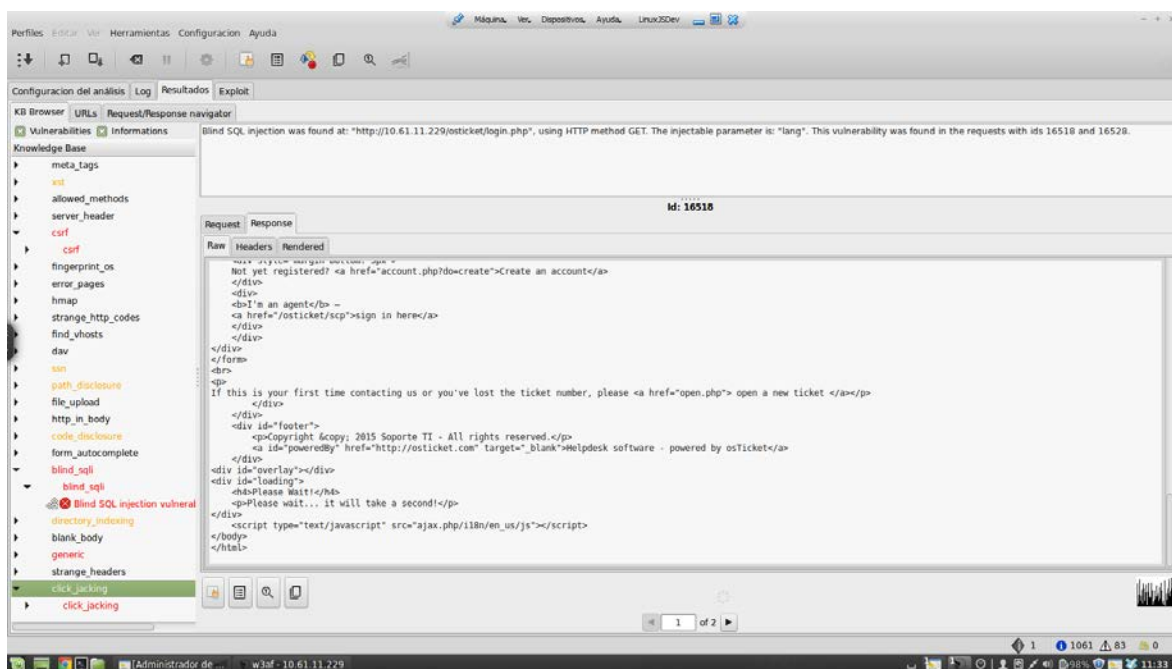 Máquina, Ver, Dispositivos, Ayuda, LinuxJSDev
Perfiles Editar Ver Herramientas Configuracion Ayuda
Configuracion del análisis Log Resultados Exploit
KB Browser URLs Request/Response navigator
Vulnerabilities Informations
Knowledge Base
meta_tags
xst
allowed_methods
server_header
csrf
csrf
fingerprint_os
error_pages
hmap
strange_http_codes
find_vhosts
dav
ssn
path_disclosure
file_upload
http_in_body
code_disclosure
form_autocomplete
blind_sqli
blind_sqli
Blind SQL injection vulneral
directory_indexing
blank_body
generic
strange_headers
click_jacking
click_jacking
Blind SQL injection was found at: "http://10.61.11.229/osticket/login.php", using HTTP method GET. The injectable parameter is: "lang". This vulnerability was found in the requests with ids 16518 and 16528.
Id: 16518
Request Response
Raw Headers Rendered
Not yet registered? <a href="account.php?do=create">Create an account</a>
</div>
<div>
<b>I'm an agent</b> —
<a href="/osticket/scp">sign in here</a>
</div>
</div>
</div>
</form>
<br>
<p>
If this is your first time contacting us or you've lost the ticket number, please <a href="open.php"> open a new ticket </a></p>
</div>
</div>
<div id="footer">
<p>Copyright &copy; 2015 Soporte TI - All rights reserved.</p>
<a id="poweredBy" href="http://osticket.com" target="_blank">Helpdesk software - powered by osTicket</a>
</div>
<div id="overlay"></div>
<div id="loading">
<h4>Please Wait!</h4>
<p>Please wait... it will take a second!</p>
</div>
<script type="text/javascript" src="ajax.php/i18n/en_us/js"></script>
</body>
</html>
1 of 2
1 1061 83 0
[Administrador de ... w3af - 10.61.11.229 98% 11:13